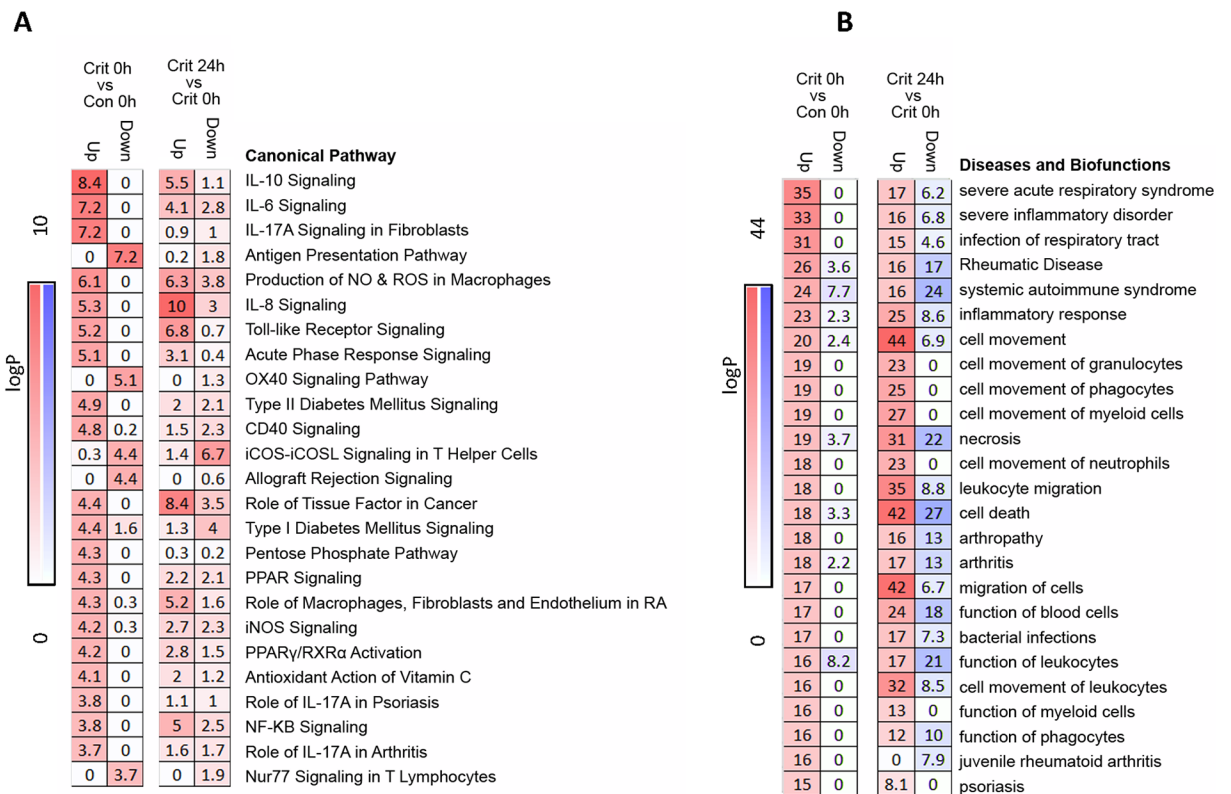 A
B
Crit 0h
vs
Con 0h
Crit 24h
vs
Crit 0h
Up Down Up Down
Canonical Pathway
8.4 0 5.5 1.1 IL-10 Signaling
7.2 0 4.1 2.8 IL-6 Signaling
7.2 0 0.9 1 IL-17A Signaling in Fibroblasts
0 7.2 0.2 1.8 Antigen Presentation Pathway
6.1 0 6.3 3.8 Production of NO & ROS in Macrophages
5.3 0 10 3 IL-8 Signaling
5.2 0 6.8 0.7 Toll-like Receptor Signaling
5.1 0 3.1 0.4 Acute Phase Response Signaling
0 5.1 0 1.3 OX40 Signaling Pathway
4.9 0 2 2.1 Type II Diabetes Mellitus Signaling
4.8 0.2 1.5 2.3 CD40 Signaling
0.3 4.4 1.4 6.7 iCOS-iCOSL Signaling in T Helper Cells
0 4.4 0 0.6 Allograft Rejection Signaling
4.4 0 8.4 3.5 Role of Tissue Factor in Cancer
4.4 1.6 1.3 4 Type I Diabetes Mellitus Signaling
4.3 0 0.3 0.2 Pentose Phosphate Pathway
4.3 0 2.2 2.1 PPAR Signaling
4.3 0.3 5.2 1.6 Role of Macrophages, Fibroblasts and Endothelium in RA
4.2 0.3 2.7 2.3 iNOS Signaling
4.2 0 2.8 1.5 PPARγ/RXRα Activation
4.1 0 2 1.2 Antioxidant Action of Vitamin C
3.8 0 1.1 1 Role of IL-17A in Psoriasis
3.8 0 5 2.5 NF-KB Signaling
3.7 0 1.6 1.7 Role of IL-17A in Arthritis
0 3.7 0 1.9 Nur77 Signaling in T Lymphocytes
10
logP
0
Crit 0h
vs
Con 0h
Crit 24h
vs
Crit 0h
Up Down Up Down
Diseases and Biofunctions
35 0 17 6.2 severe acute respiratory syndrome
33 0 16 6.8 severe inflammatory disorder
31 0 15 4.6 infection of respiratory tract
26 3.6 16 17 Rheumatic Disease
24 7.7 16 24 systemic autoimmune syndrome
23 2.3 25 8.6 inflammatory response
20 2.4 44 6.9 cell movement
19 0 23 0 cell movement of granulocytes
19 0 25 0 cell movement of phagocytes
19 0 27 0 cell movement of myeloid cells
19 3.7 31 22 necrosis
18 0 23 0 cell movement of neutrophils
18 0 35 8.8 leukocyte migration
18 3.3 42 27 cell death
18 0 16 13 arthropathy
18 2.2 17 13 arthritis
17 0 42 6.7 migration of cells
17 0 24 18 function of blood cells
17 0 17 7.3 bacterial infections
16 8.2 17 21 function of leukocytes
16 0 32 8.5 cell movement of leukocytes
16 0 13 0 function of myeloid cells
16 0 12 10 function of phagocytes
16 0 0 7.9 juvenile rheumatoid arthritis
15 0 8.1 0 psoriasis
44
logP
0